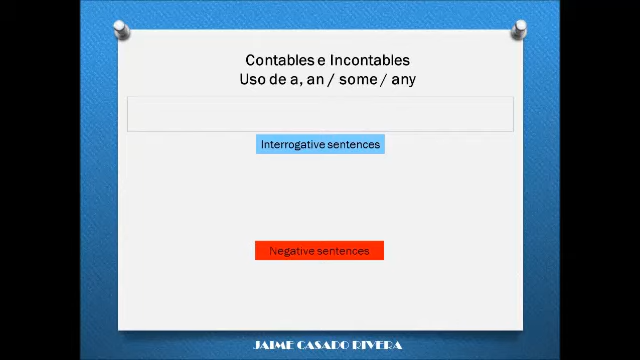 Contables e Incontables
Uso de a, an / some / any
Interrogative sentences
Negative sentences
JAIME CASADO RIVERA